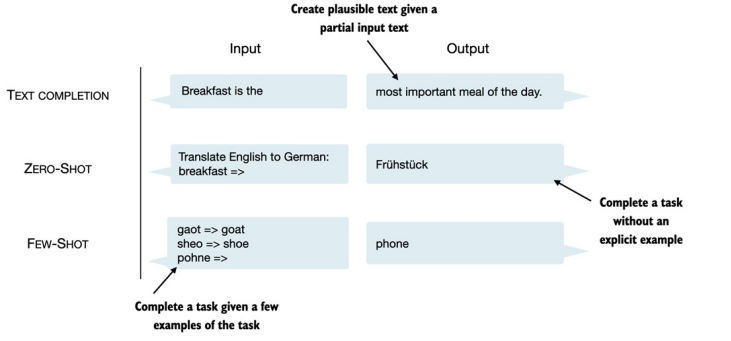 Create plausible text given a
partial input text
Input
Output
TEXT COMPLETION
Breakfast is the
most important meal of the day.
ZERO-SHOT
Translate English to German:
breakfast =>
Frühstück
Complete a task
without an
explicit example
FEW-SHOT
gaot => goat
sheo => shoe
pohne =>
phone
Complete a task given a few
examples of the task